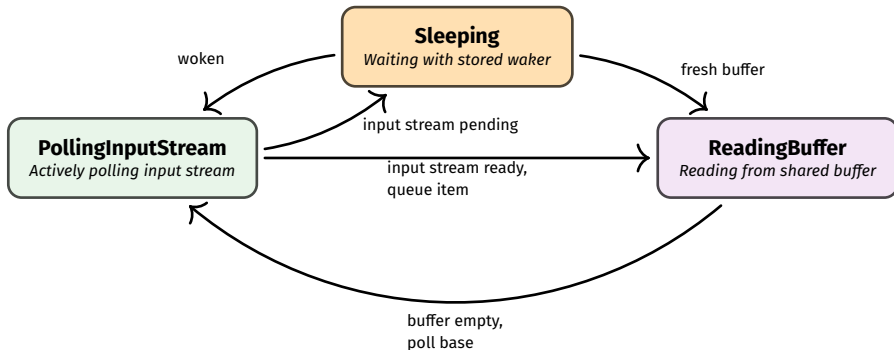 Sleeping
Waiting with stored waker
woken
fresh buffer
input stream pending
PollingInputStream
Actively polling input stream
ReadingBuffer
Reading from shared buffer
input stream ready,
queue item
buffer empty,
poll base